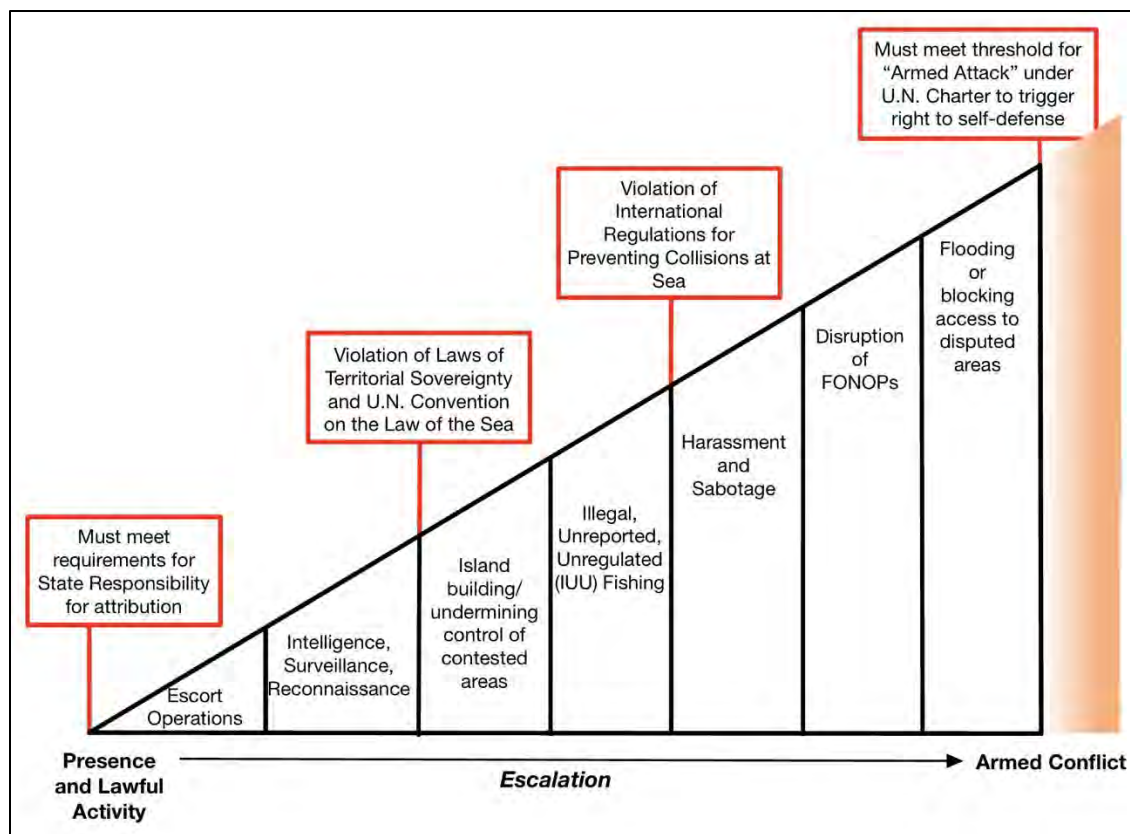 Must meet threshold for
“Armed Attack” under
U.N. Charter to trigger
right to self-defense
Violation of
International
Regulations for
Preventing Collisions at
Sea
Violation of Laws of
Territorial Sovereignty
and U.N. Convention
on the Law of the Sea
Must meet
requirements for
State Responsibility
for attribution
Escort
Operations
Intelligence,
Surveillance,
Reconnaissance
Island
building/
undermining
control of
contested
areas
Illegal,
Unreported,
Unregulated
(IUU) Fishing
Harassment
and
Sabotage
Disruption
of
FONOPs
Flooding
or
blocking
access to
disputed
areas
Presence
and Lawful
Activity
Escalation
Armed Conflict